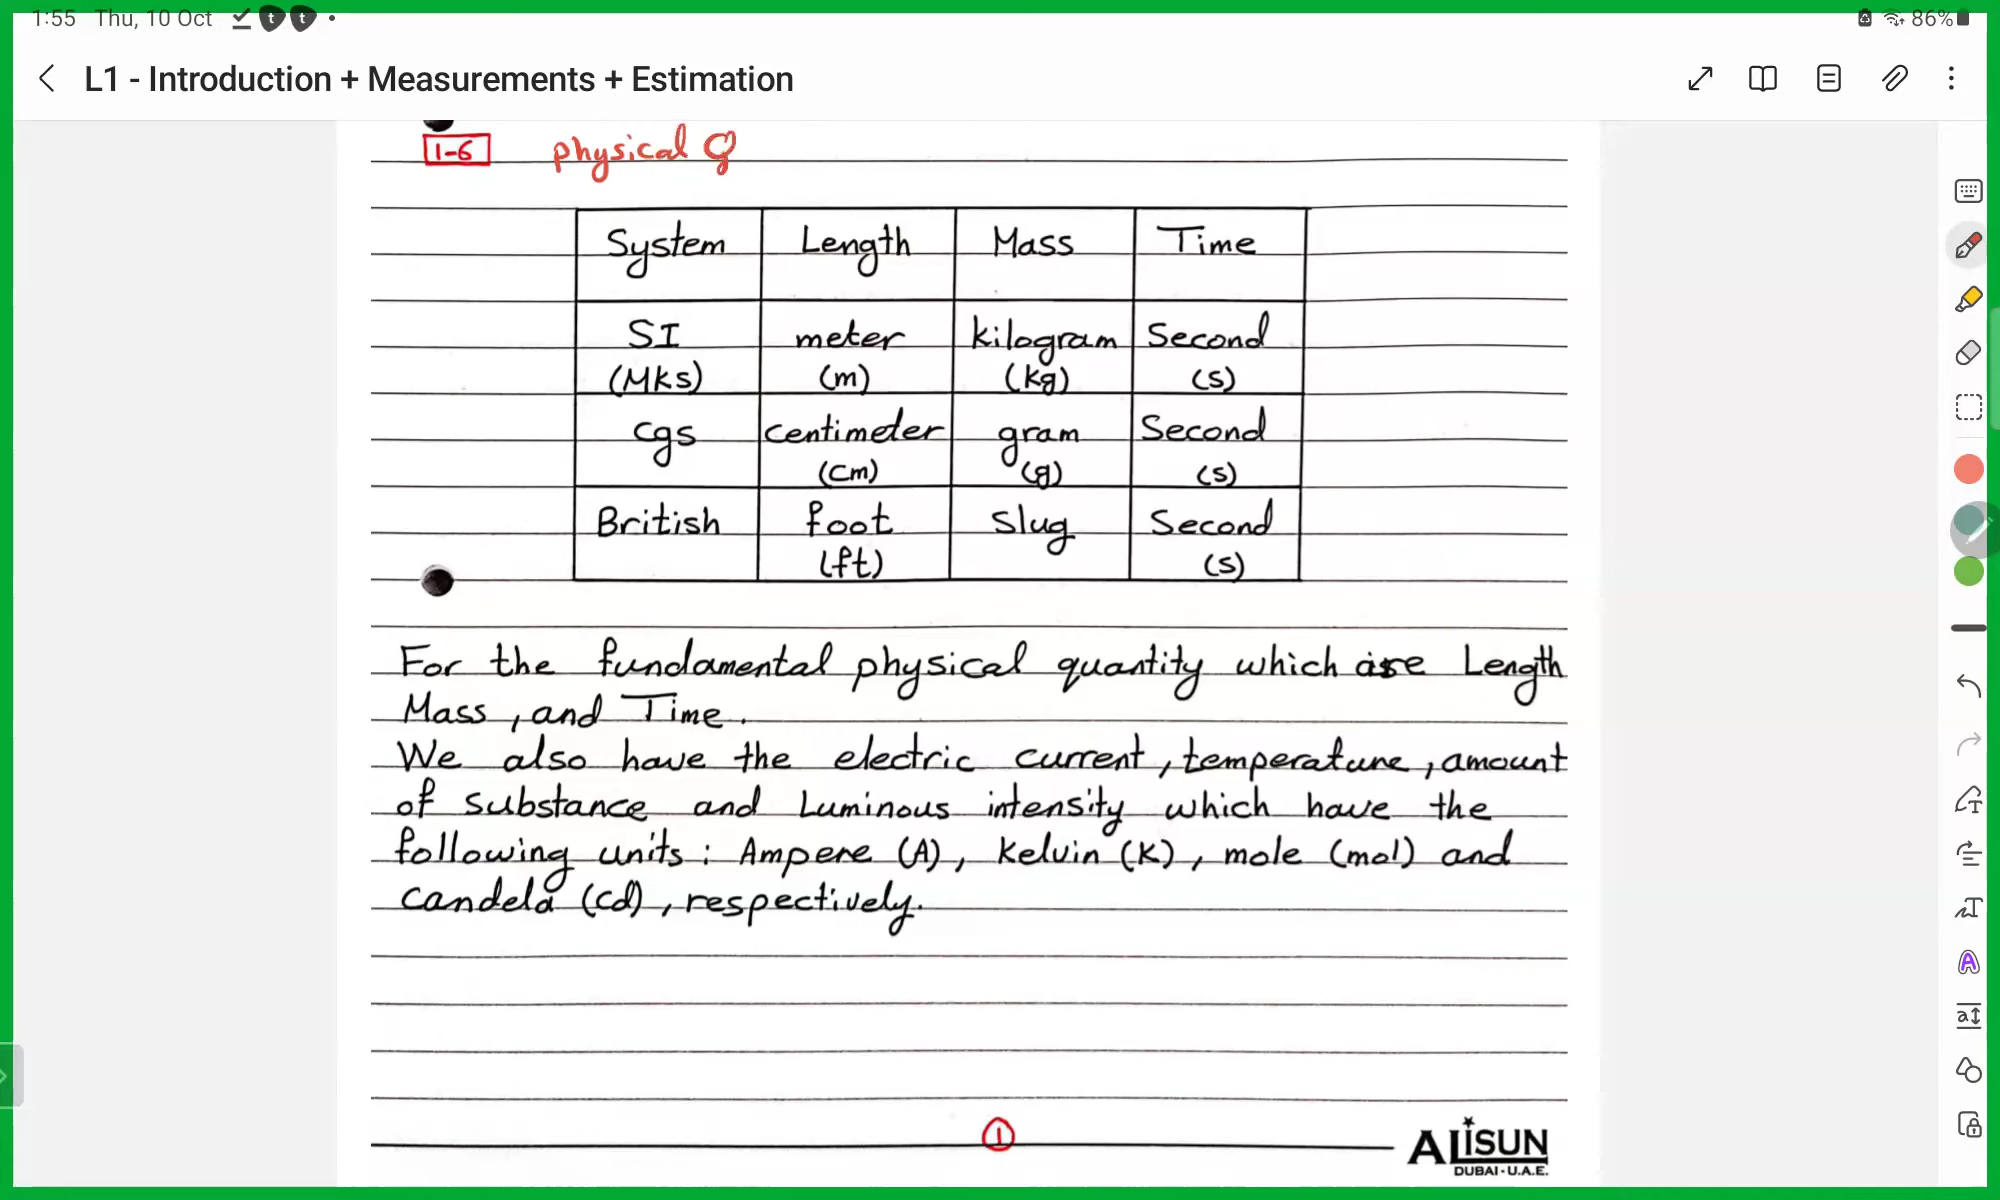 1:55 Thu, 10 Oct
86%
L1 - Introduction + Measurements + Estimation
1-6 physical Q
System Length Mass Time
SI meter kilogram Second
(Mks) (m) (kg) (s)
cgs centimeter gram Second
(cm) (g) (s)
British foot slug Second
(ft) (s)
For the fundamental physical quantity which are Length
Mass, and Time.
We also have the electric current, temperature, amount
of substance and Luminous intensity which have the
following units: Ampere (A), Kelvin (K), mole (mol) and
candela (cd), respectively.
1
ALISUN
DUBAI - U.A.E.